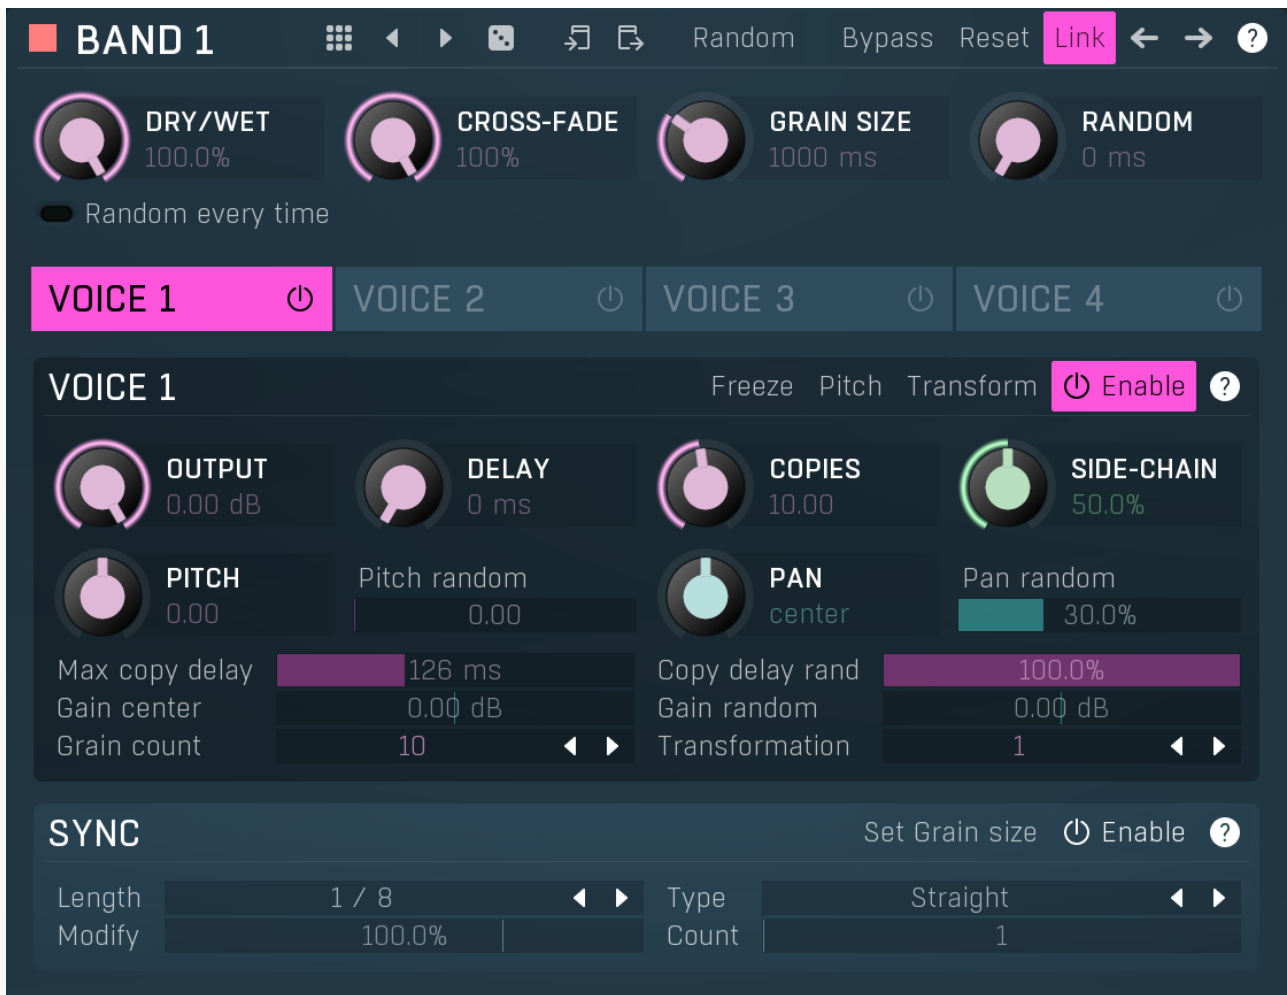 BAND 1 Random Bypass Reset Link ?
DRY/WET CROSS-FADE GRAIN SIZE RANDOM
100.0% 100% 1000 ms 0 ms
Random every time
VOICE 1 VOICE 2 VOICE 3 VOICE 4
VOICE 1 Freeze Pitch Transform Enable ?
OUTPUT DELAY COPIES SIDE-CHAIN
0.00 dB 0 ms 10.00 50.0%
PITCH Pitch random PAN Pan random
0.00 0.00 center 30.0%
Max copy delay 126 ms Copy delay rand 100.0%
Gain center 0.00 dB Gain random 0.00 dB
Grain count 10 Transformation 1
SYNC Set Grain size Enable ?
Length 1 / 8 Type Straight
Modify 100.0% Count 1